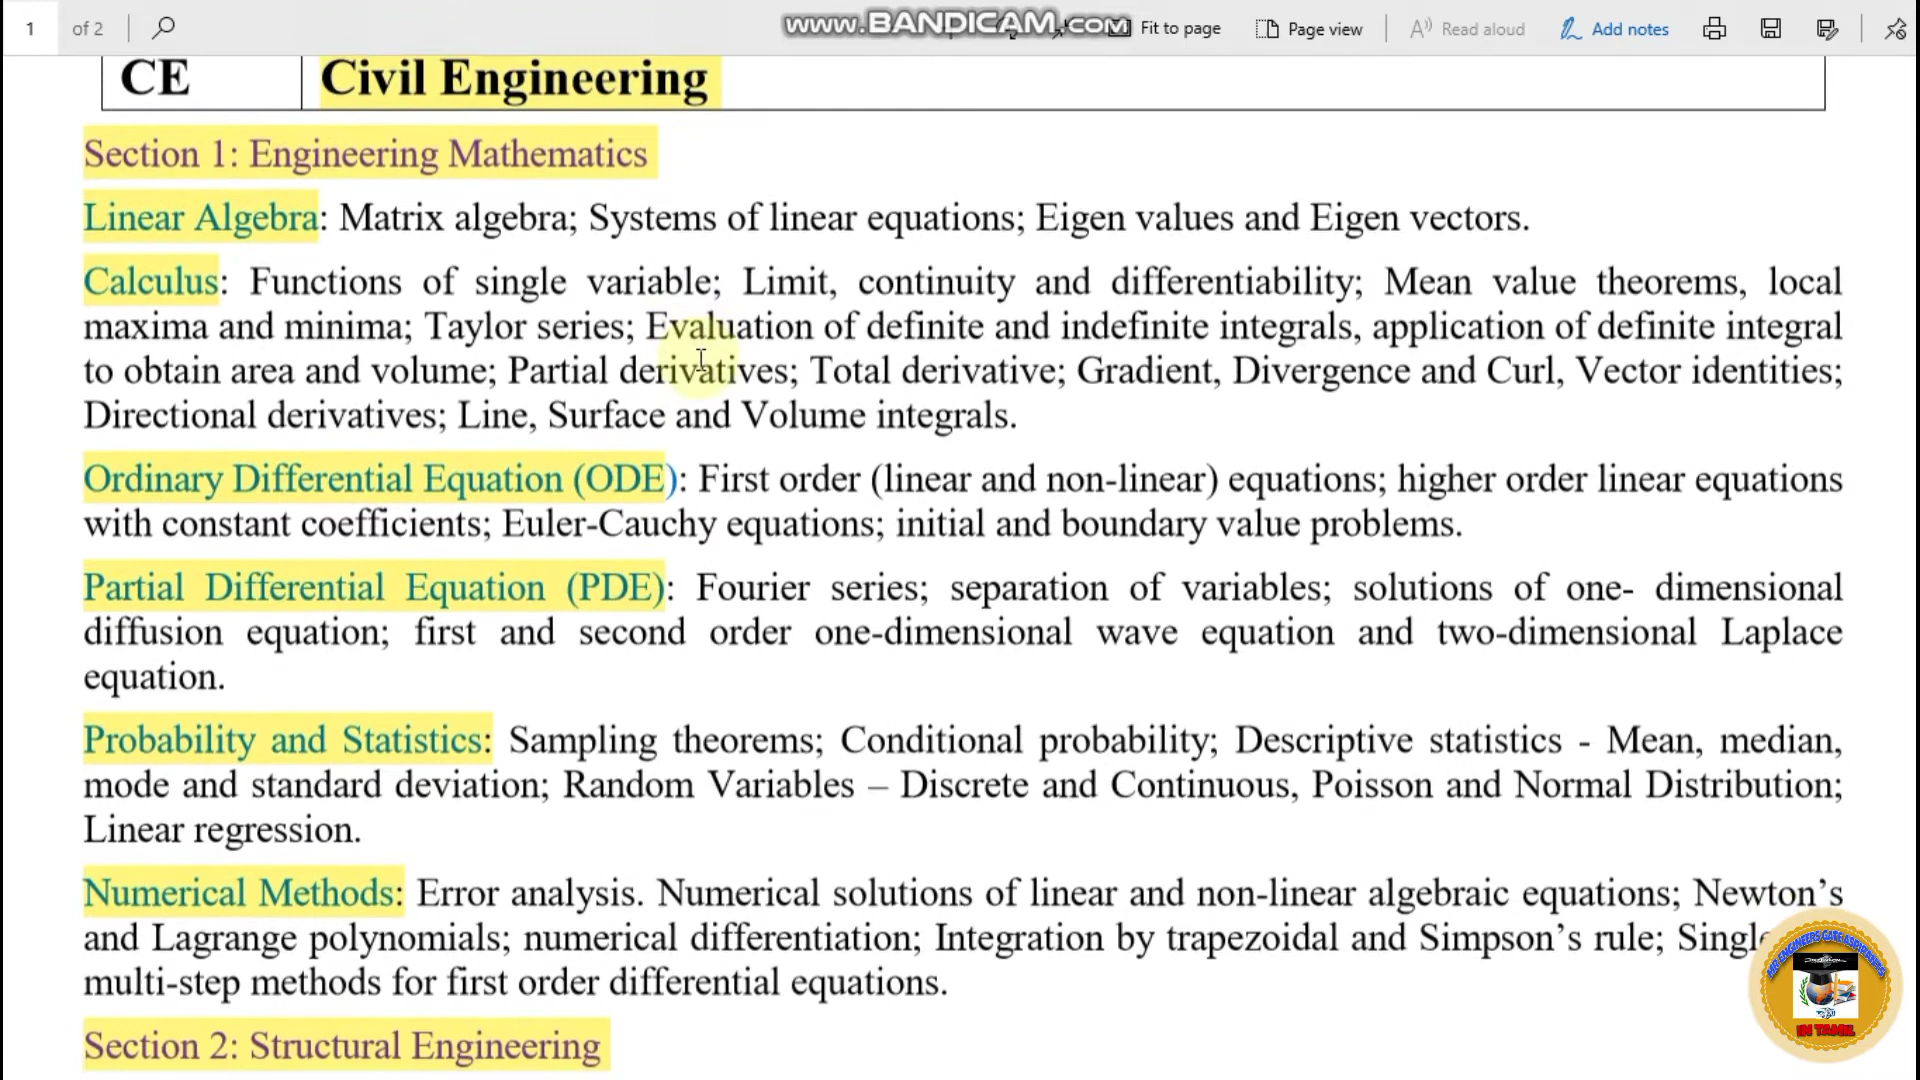 1 of 2 www.BANDICAM.com Fit to page Page view Read aloud Add notes
CE Civil Engineering
Section 1: Engineering Mathematics
Linear Algebra: Matrix algebra; Systems of linear equations; Eigen values and Eigen vectors.
Calculus: Functions of single variable; Limit, continuity and differentiability; Mean value theorems, local
maxima and minima; Taylor series; Evaluation of definite and indefinite integrals, application of definite integral
to obtain area and volume; Partial derivatives; Total derivative; Gradient, Divergence and Curl, Vector identities;
Directional derivatives; Line, Surface and Volume integrals.
Ordinary Differential Equation (ODE): First order (linear and non-linear) equations; higher order linear equations
with constant coefficients; Euler-Cauchy equations; initial and boundary value problems.
Partial Differential Equation (PDE): Fourier series; separation of variables; solutions of one- dimensional
diffusion equation; first and second order one-dimensional wave equation and two-dimensional Laplace
equation.
Probability and Statistics: Sampling theorems; Conditional probability; Descriptive statistics - Mean, median,
mode and standard deviation; Random Variables – Discrete and Continuous, Poisson and Normal Distribution;
Linear regression.
Numerical Methods: Error analysis. Numerical solutions of linear and non-linear algebraic equations; Newton’s
and Lagrange polynomials; numerical differentiation; Integration by trapezoidal and Simpson’s rule; Single
multi-step methods for first order differential equations.
MR ENGINEERS GATE ASPIRANTS
IN TAMIL
Section 2: Structural Engineering